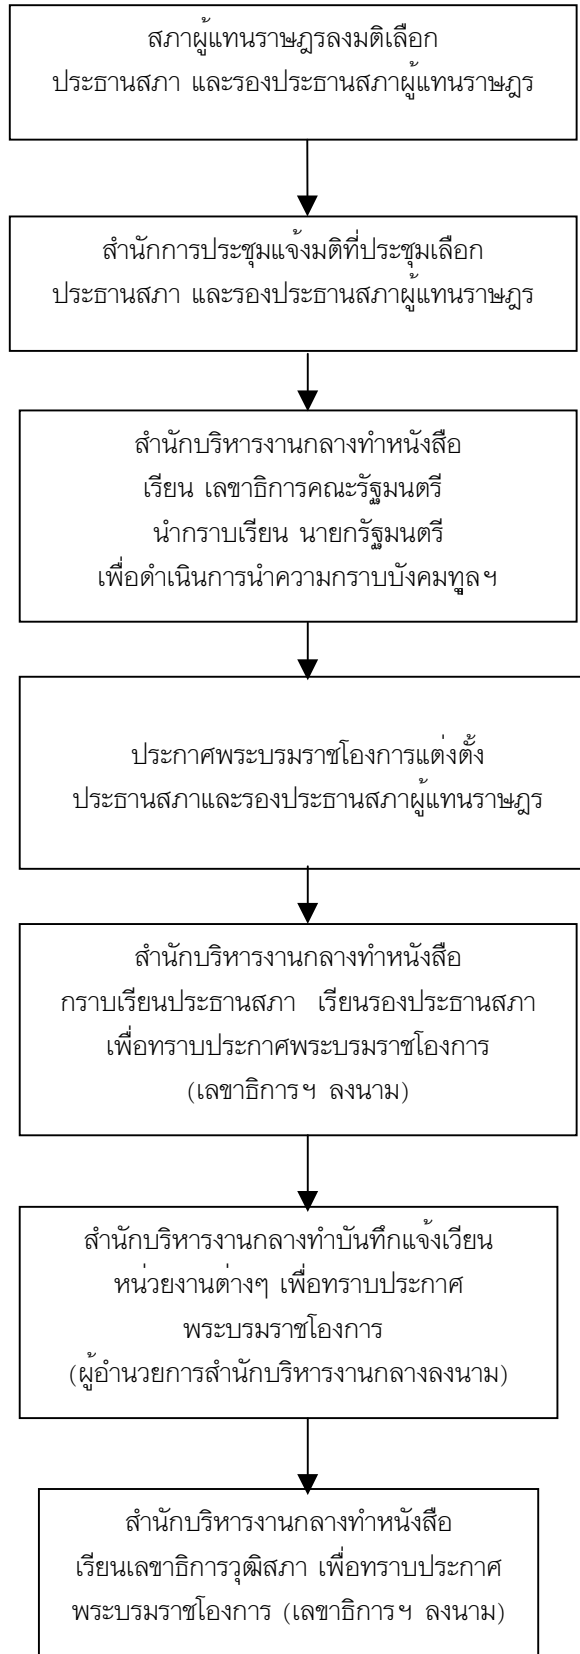 สภาผู้แทนราษฎรลงมติเลือก
ประธานสภา และรองประธานสภาผู้แทนราษฎร
สำนักการประชุมแจ้งมติที่ประชุมเลือก
ประธานสภา และรองประธานสภาผู้แทนราษฎร
สำนักบริหารงานกลางทำหนังสือ
เรียน เลขาธิการคณะรัฐมนตรี
นำกราบเรียน นายกรัฐมนตรี
เพื่อดำเนินการนำความกราบบังคมทูลฯ
ประกาศพระบรมราชโองการแต่งตั้ง
ประธานสภาและรองประธานสภาผู้แทนราษฎร
สำนักบริหารงานกลางทำหนังสือ
กราบเรียนประธานสภา เรียนรองประธานสภา
เพื่อทราบประกาศพระบรมราชโองการ
(เลขาธิการฯ ลงนาม)
สำนักบริหารงานกลางทำบันทึกแจ้งเวียน
หน่วยงานต่างๆ เพื่อทราบประกาศ
พระบรมราชโองการ
(ผู้อำนวยการสำนักบริหารงานกลางลงนาม)
สำนักบริหารงานกลางทำหนังสือ
เรียนเลขาธิการวุฒิสภา เพื่อทราบประกาศ
พระบรมราชโองการ (เลขาธิการฯ ลงนาม)